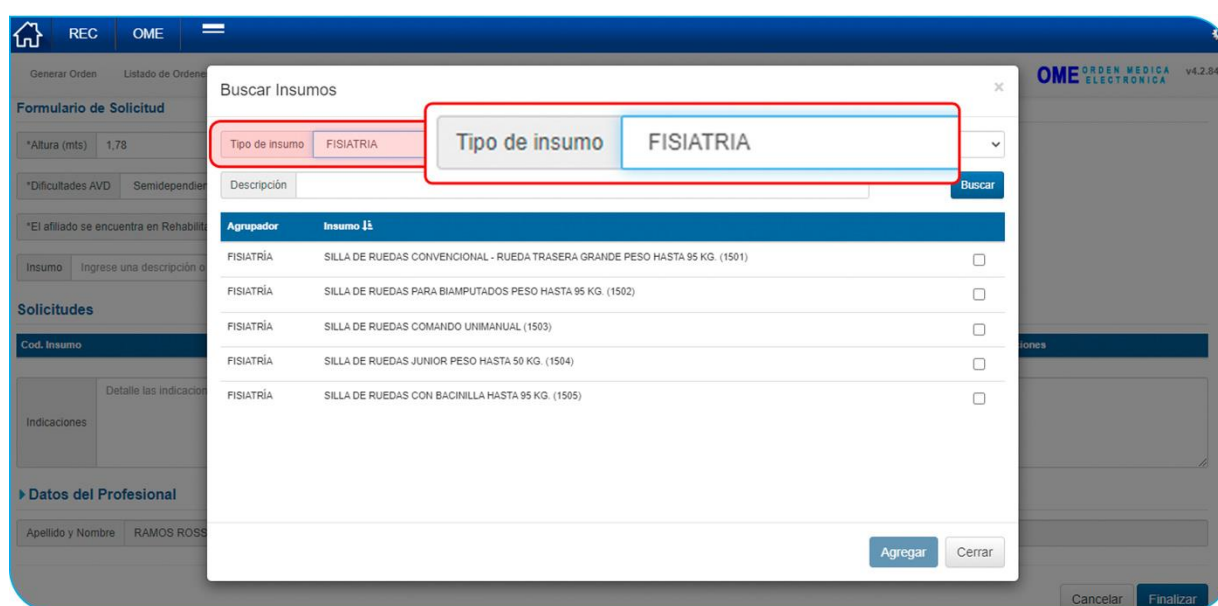 REC OME
Generar Orden Listado de Ordene
OME ORDEN MEDICA ELECTRONICA v4.2.84
Formulario de Solicitud
*Altura (mts) 1,78
*Dificultades AVD Semidependien
*El afiliado se encuentra en Rehabilita
Insumo Ingrese una descripción o
Solicitudes
Cod. Insumo iones
Detalle las indicacion
Indicaciones
Datos del Profesional
Apellido y Nombre RAMOS ROSS
Cancelar Finalizar
Buscar Insumos ×
Tipo de insumo FISIATRIA
Tipo de insumo FISIATRIA
Descripción Buscar
Agrupador Insumo
FISIATRÍA SILLA DE RUEDAS CONVENCIONAL - RUEDA TRASERA GRANDE PESO HASTA 95 KG. (1501)
FISIATRÍA SILLA DE RUEDAS PARA BIAMPUTADOS PESO HASTA 95 KG. (1502)
FISIATRÍA SILLA DE RUEDAS COMANDO UNIMANUAL (1503)
FISIATRÍA SILLA DE RUEDAS JUNIOR PESO HASTA 50 KG. (1504)
FISIATRÍA SILLA DE RUEDAS CON BACINILLA HASTA 95 KG. (1505)
Agregar Cerrar